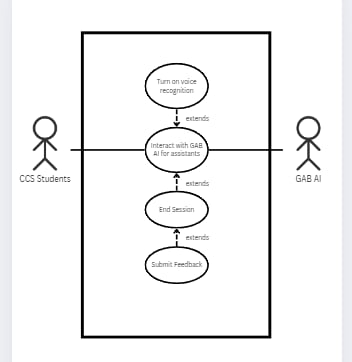 Turn on voice
recognition
extends
Interact with GAB
AI for assistants
CCS Students
GAB AI
extends
End Session
extends
Submit Feedback